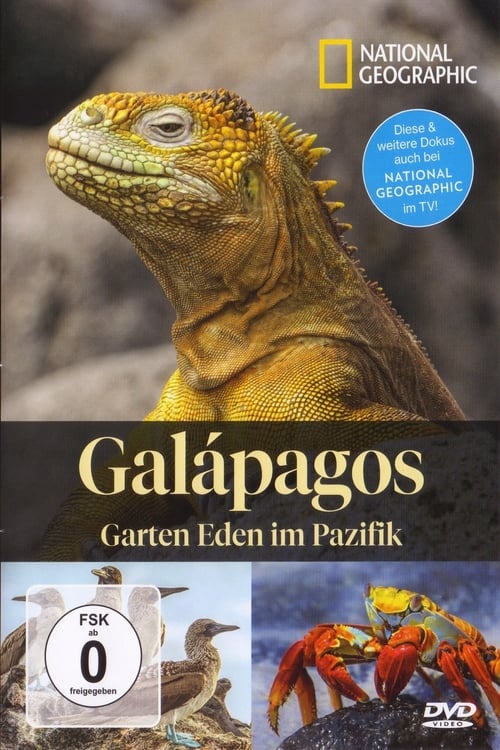 NATIONAL
GEOGRAPHIC
Diese &
weitere Dokus
auch bei
NATIONAL
GEOGRAPHIC
im TV!
Galápagos
Garten Eden im Pazifik
FSK
ab
0
freigegeben
DVD
VIDEO